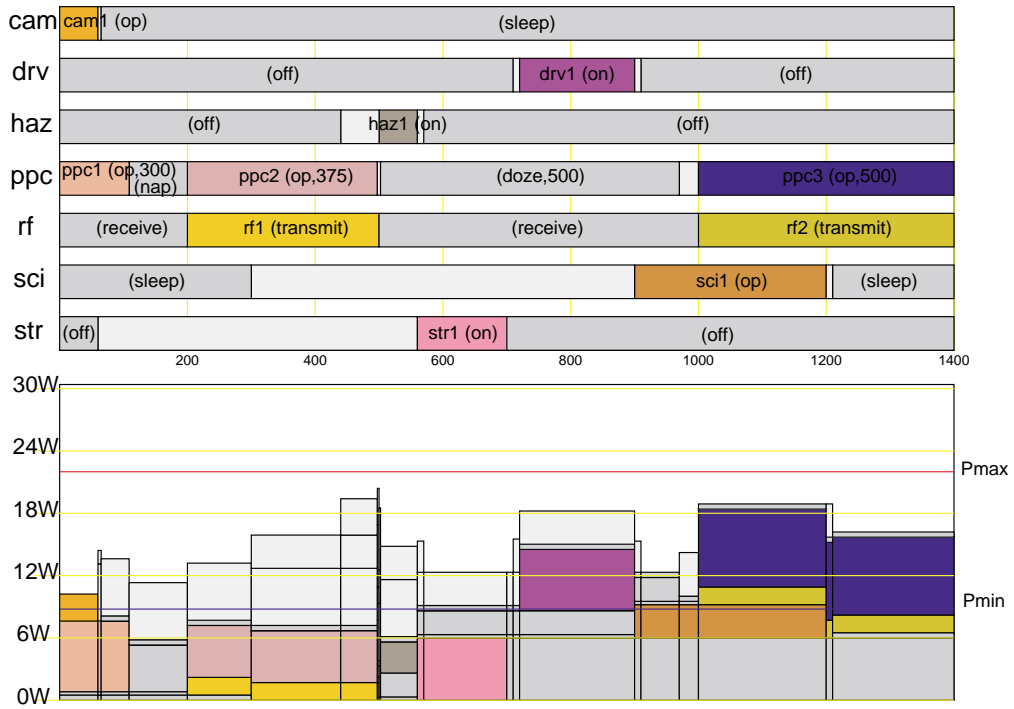 cam cam1 (op) (sleep)
drv (off) drv1 (on) (off)
haz (off) haz1 (on) (off)
ppc ppc1 (op,300) (nap) ppc2 (op,375) (doze,500) ppc3 (op,500)
rf (receive) rf1 (transmit) (receive) rf2 (transmit)
sci (sleep) sci1 (op) (sleep)
str (off) str1 (on) (off)
200 400 600 800 1000 1200 1400
30W
24W
Pmax
18W
12W
Pmin
6W
0W